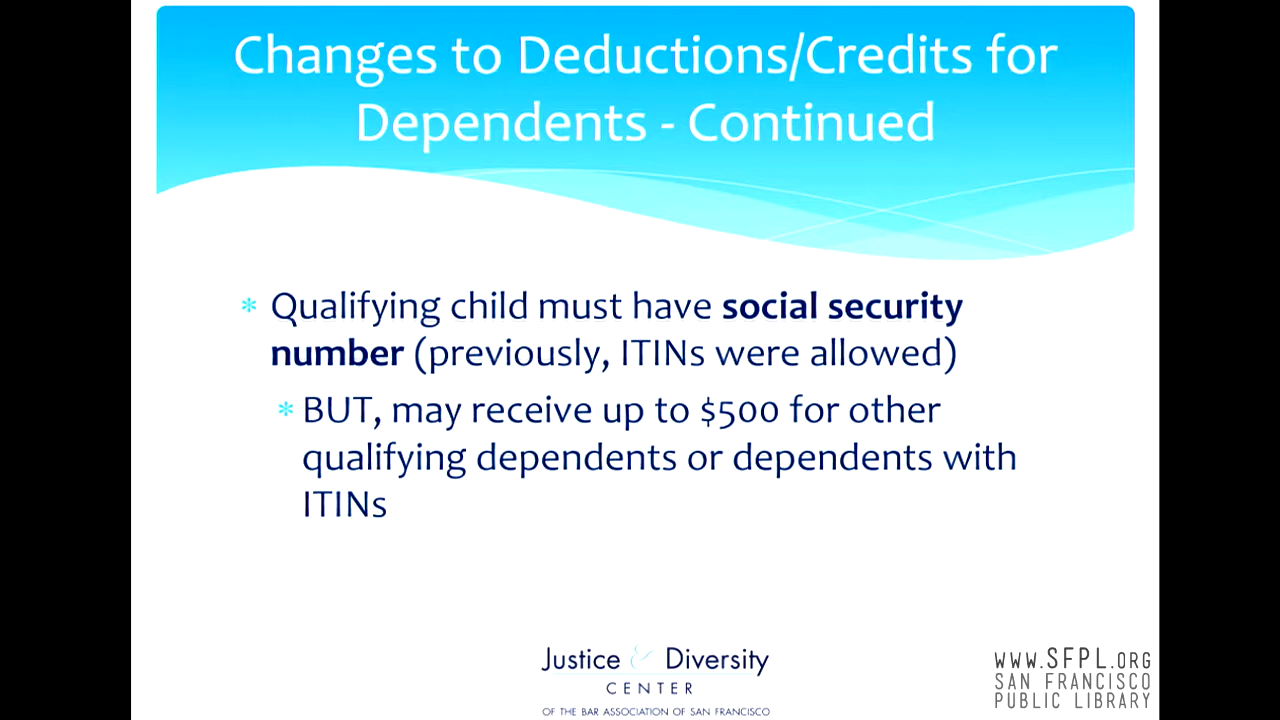 Changes to Deductions/Credits for
Dependents - Continued
* Qualifying child must have social security
number (previously, ITINs were allowed)
* BUT, may receive up to $500 for other
qualifying dependents or dependents with
ITINs
Justice & Diversity
CENTER
OF THE BAR ASSOCIATION OF SAN FRANCISCO
WWW.SFPL.ORG
SAN FRANCISCO
PUBLIC LIBRARY